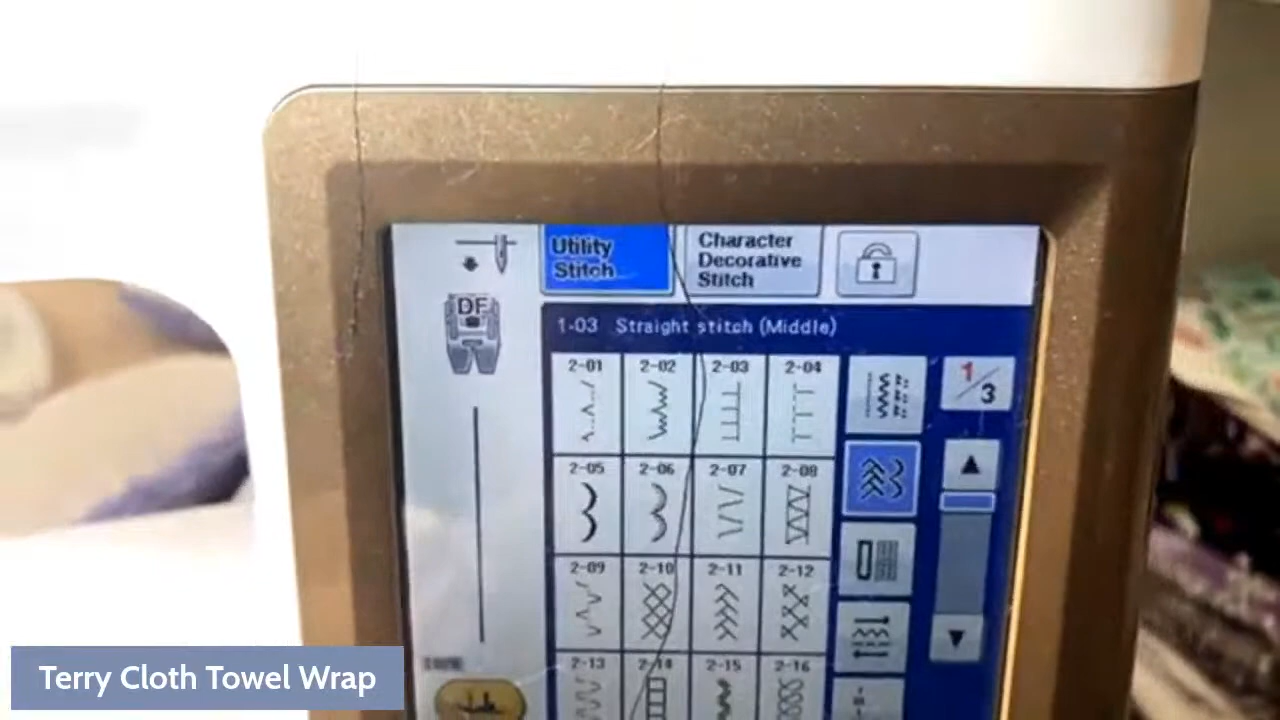 Utility
Stitch
Character
Decorative
Stitch
DF
1-03 Straight stitch (Middle)
2-01 2-02 2-03 2-04
1/3
2-05 2-06 2-07 2-08
2-09 2-10 2-11 2-12
2-13 2-14 2-15 2-16
Terry Cloth Towel Wrap